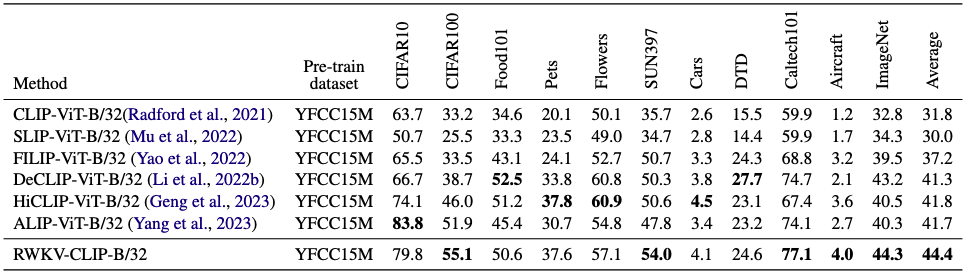 Method Pre-train dataset CIFAR10 CIFAR100 Food101 Pets Flowers SUN397 Cars DTD Caltech101 Aircraft ImageNet Average
CLIP-ViT-B/32(Radford et al., 2021) YFCC15M 63.7 33.2 34.6 20.1 50.1 35.7 2.6 15.5 59.9 1.2 32.8 31.8
SLIP-ViT-B/32 (Mu et al., 2022) YFCC15M 50.7 25.5 33.3 23.5 49.0 34.7 2.8 14.4 59.9 1.7 34.3 30.0
FILIP-ViT-B/32 (Yao et al., 2022) YFCC15M 65.5 33.5 43.1 24.1 52.7 50.7 3.3 24.3 68.8 3.2 39.5 37.2
DeCLIP-ViT-B/32 (Li et al., 2022b) YFCC15M 66.7 38.7 52.5 33.8 60.8 50.3 3.8 27.7 74.7 2.1 43.2 41.3
HiCLIP-ViT-B/32 (Geng et al., 2023) YFCC15M 74.1 46.0 51.2 37.8 60.9 50.6 4.5 23.1 67.4 3.6 40.5 41.8
ALIP-ViT-B/32 (Yang et al., 2023) YFCC15M 83.8 51.9 45.4 30.7 54.8 47.8 3.4 23.2 74.1 2.7 40.3 41.7
RWKV-CLIP-B/32 YFCC15M 79.8 55.1 50.6 37.6 57.1 54.0 4.1 24.6 77.1 4.0 44.3 44.4